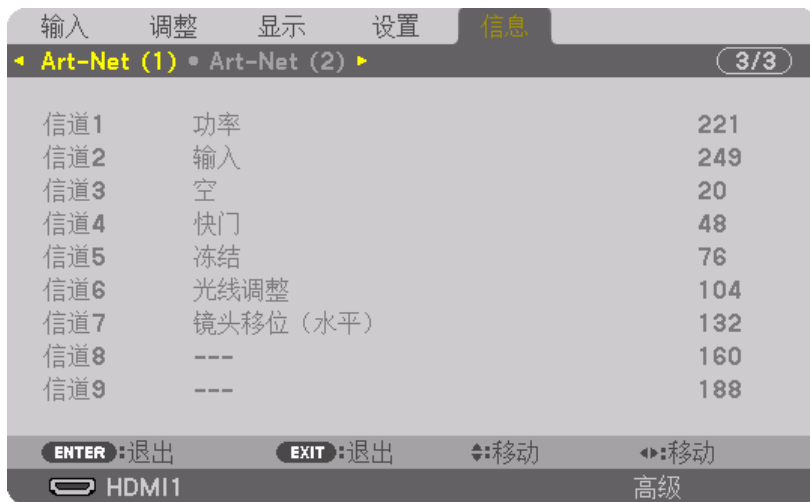 输入 调整 显示 设置 信息
◂ Art-Net (1) • Art-Net (2) ▸ 3/3
信道1 功率 221
信道2 输入 249
信道3 空 20
信道4 快门 48
信道5 冻结 76
信道6 光线调整 104
信道7 镜头移位（水平） 132
信道8 --- 160
信道9 --- 188
ENTER:退出 EXIT:退出 :移动 :移动
HDMI1 高级